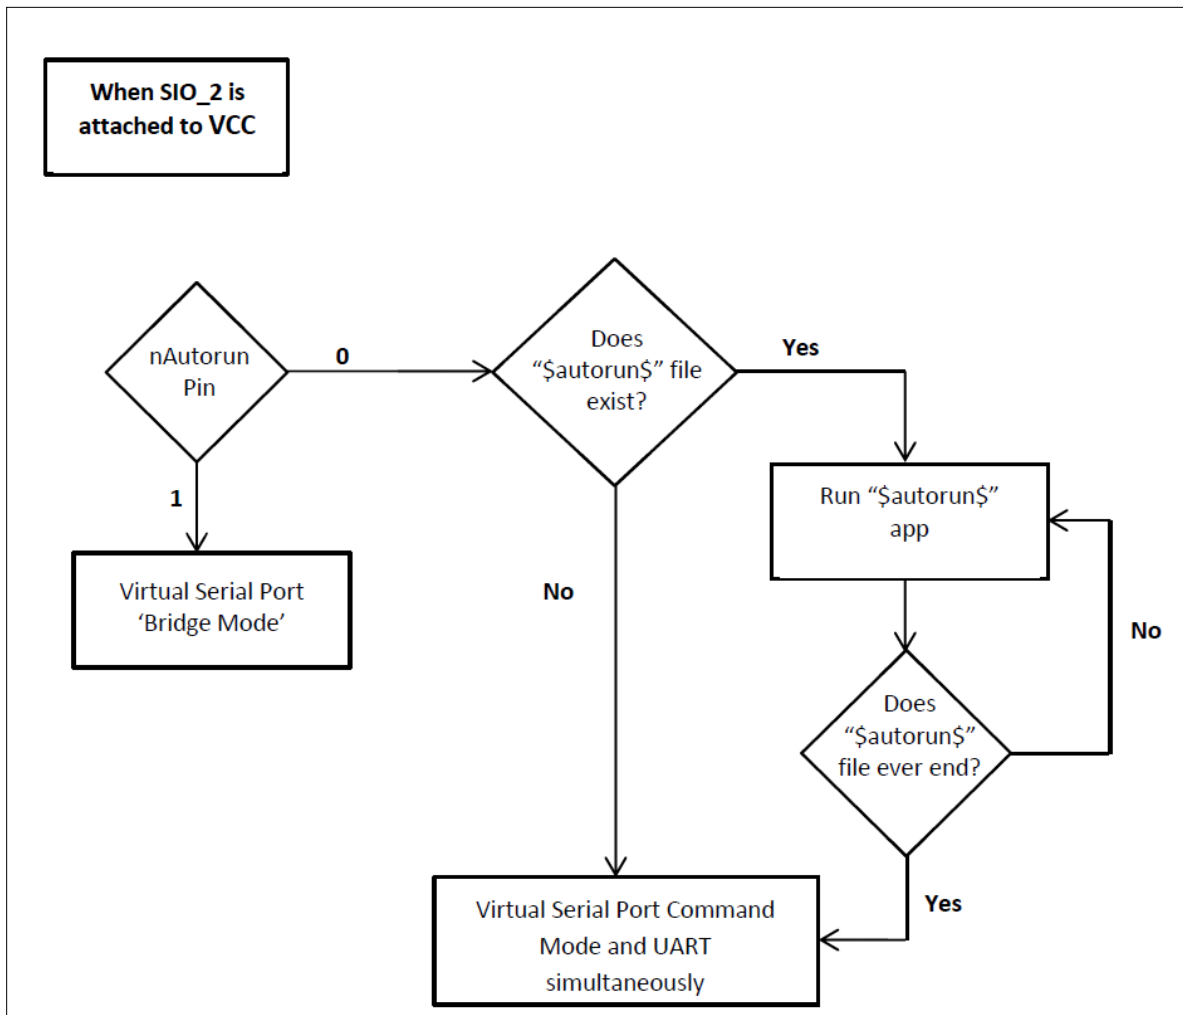 When SIO_2 is
attached to VCC
nAutorun
Pin
0
Does
“$autorun$” file
exist?
Yes
1
Run “$autorun$”
app
Virtual Serial Port
‘Bridge Mode’
No
No
Does
“$autorun$”
file ever end?
Yes
Virtual Serial Port Command
Mode and UART
simultaneously